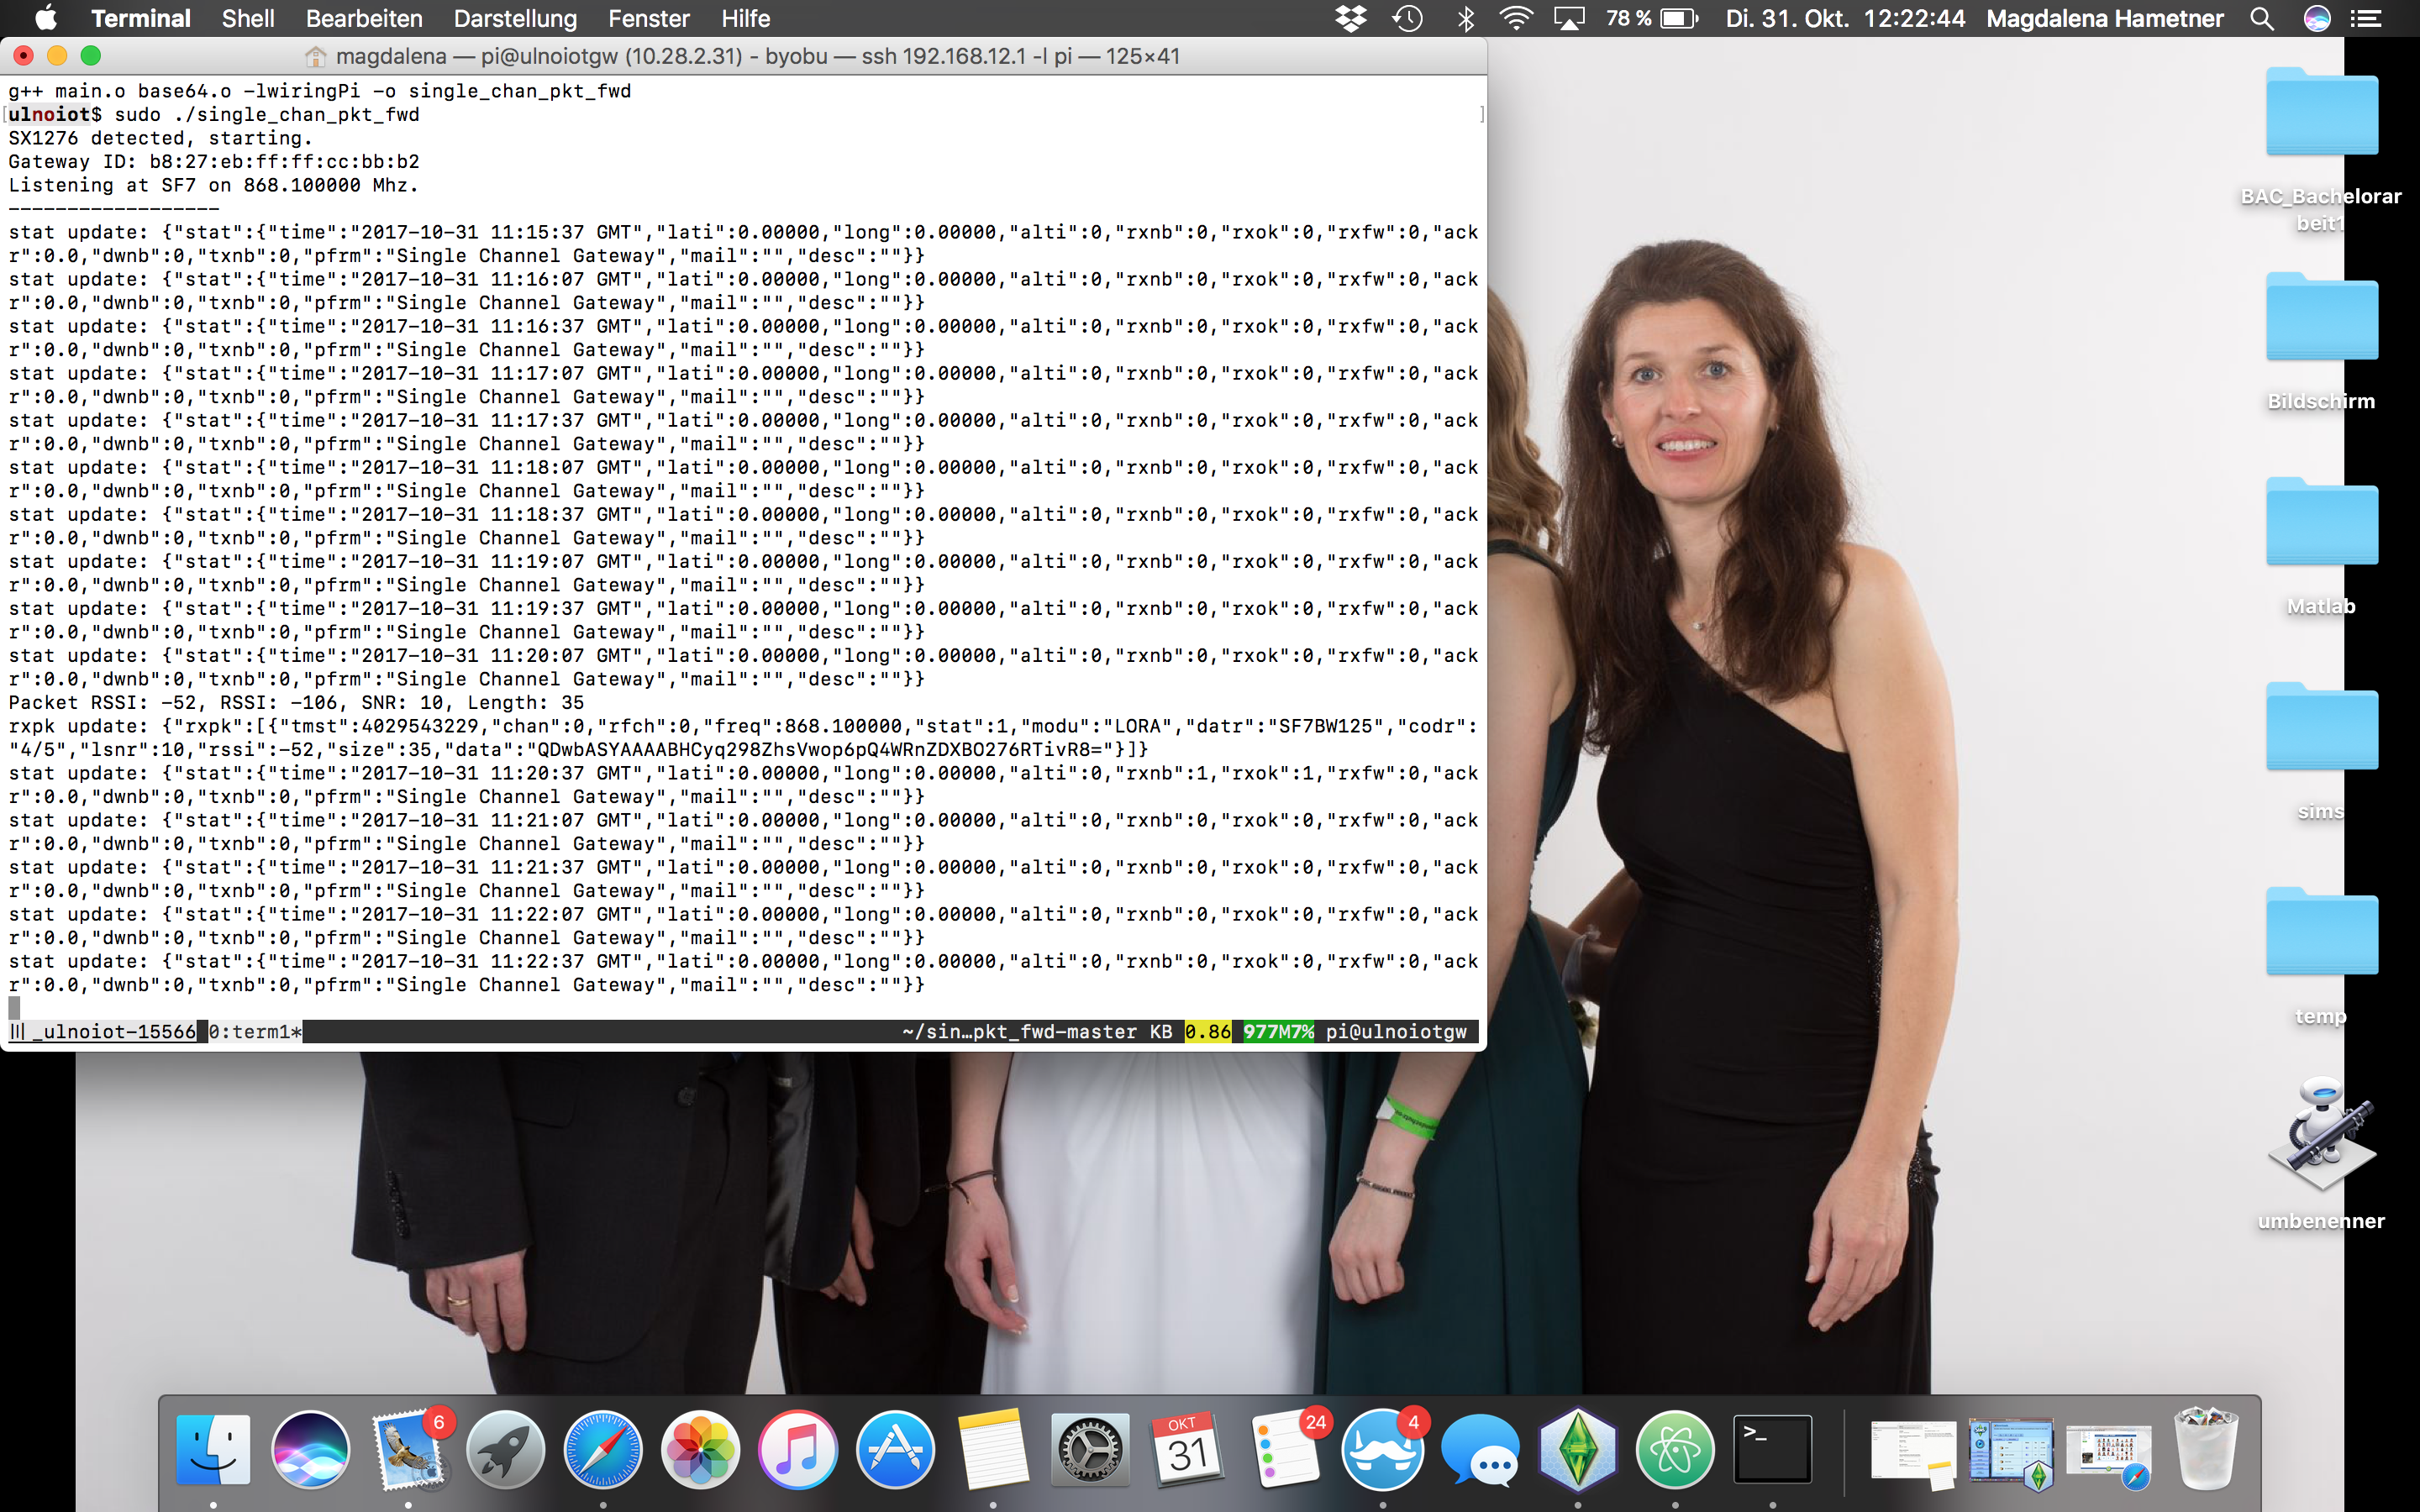 Terminal Shell Bearbeiten Darstellung Fenster Hilfe 78 % Di. 31. Okt. 12:22:44 Magdalena Hametner
magdalena — pi@ulnoiotgw (10.28.2.31) - byobu — ssh 192.168.12.1 -l pi — 125×41
g++ main.o base64.o -lwiringPi -o single_chan_pkt_fwd
[ulnoiot$ sudo ./single_chan_pkt_fwd ]
SX1276 detected, starting.
Gateway ID: b8:27:eb:ff:ff:cc:bb:b2
Listening at SF7 on 868.100000 Mhz.
------------------
stat update: {"stat":{"time":"2017-10-31 11:15:37 GMT","lati":0.00000,"long":0.00000,"alti":0,"rxnb":0,"rxok":0,"rxfw":0,"ack
r":0.0,"dwnb":0,"txnb":0,"pfrm":"Single Channel Gateway","mail":"","desc":""}}
stat update: {"stat":{"time":"2017-10-31 11:16:07 GMT","lati":0.00000,"long":0.00000,"alti":0,"rxnb":0,"rxok":0,"rxfw":0,"ack
r":0.0,"dwnb":0,"txnb":0,"pfrm":"Single Channel Gateway","mail":"","desc":""}}
stat update: {"stat":{"time":"2017-10-31 11:16:37 GMT","lati":0.00000,"long":0.00000,"alti":0,"rxnb":0,"rxok":0,"rxfw":0,"ack
r":0.0,"dwnb":0,"txnb":0,"pfrm":"Single Channel Gateway","mail":"","desc":""}}
stat update: {"stat":{"time":"2017-10-31 11:17:07 GMT","lati":0.00000,"long":0.00000,"alti":0,"rxnb":0,"rxok":0,"rxfw":0,"ack
r":0.0,"dwnb":0,"txnb":0,"pfrm":"Single Channel Gateway","mail":"","desc":""}}
stat update: {"stat":{"time":"2017-10-31 11:17:37 GMT","lati":0.00000,"long":0.00000,"alti":0,"rxnb":0,"rxok":0,"rxfw":0,"ack
r":0.0,"dwnb":0,"txnb":0,"pfrm":"Single Channel Gateway","mail":"","desc":""}}
stat update: {"stat":{"time":"2017-10-31 11:18:07 GMT","lati":0.00000,"long":0.00000,"alti":0,"rxnb":0,"rxok":0,"rxfw":0,"ack
r":0.0,"dwnb":0,"txnb":0,"pfrm":"Single Channel Gateway","mail":"","desc":""}}
stat update: {"stat":{"time":"2017-10-31 11:18:37 GMT","lati":0.00000,"long":0.00000,"alti":0,"rxnb":0,"rxok":0,"rxfw":0,"ack
r":0.0,"dwnb":0,"txnb":0,"pfrm":"Single Channel Gateway","mail":"","desc":""}}
stat update: {"stat":{"time":"2017-10-31 11:19:07 GMT","lati":0.00000,"long":0.00000,"alti":0,"rxnb":0,"rxok":0,"rxfw":0,"ack
r":0.0,"dwnb":0,"txnb":0,"pfrm":"Single Channel Gateway","mail":"","desc":""}}
stat update: {"stat":{"time":"2017-10-31 11:19:37 GMT","lati":0.00000,"long":0.00000,"alti":0,"rxnb":0,"rxok":0,"rxfw":0,"ack
r":0.0,"dwnb":0,"txnb":0,"pfrm":"Single Channel Gateway","mail":"","desc":""}}
stat update: {"stat":{"time":"2017-10-31 11:20:07 GMT","lati":0.00000,"long":0.00000,"alti":0,"rxnb":0,"rxok":0,"rxfw":0,"ack
r":0.0,"dwnb":0,"txnb":0,"pfrm":"Single Channel Gateway","mail":"","desc":""}}
Packet RSSI: -52, RSSI: -106, SNR: 10, Length: 35
rxpk update: {"rxpk":[{"tmst":4029543229,"chan":0,"rfch":0,"freq":868.100000,"stat":1,"modu":"LORA","datr":"SF7BW125","codr":
"4/5","lsnr":10,"rssi":-52,"size":35,"data":"QDwbASYAAAABHCyq298ZhsVwop6pQ4WRnZDXBO276RTivR8="}]}
stat update: {"stat":{"time":"2017-10-31 11:20:37 GMT","lati":0.00000,"long":0.00000,"alti":0,"rxnb":1,"rxok":1,"rxfw":0,"ack
r":0.0,"dwnb":0,"txnb":0,"pfrm":"Single Channel Gateway","mail":"","desc":""}}
stat update: {"stat":{"time":"2017-10-31 11:21:07 GMT","lati":0.00000,"long":0.00000,"alti":0,"rxnb":0,"rxok":0,"rxfw":0,"ack
r":0.0,"dwnb":0,"txnb":0,"pfrm":"Single Channel Gateway","mail":"","desc":""}}
stat update: {"stat":{"time":"2017-10-31 11:21:37 GMT","lati":0.00000,"long":0.00000,"alti":0,"rxnb":0,"rxok":0,"rxfw":0,"ack
r":0.0,"dwnb":0,"txnb":0,"pfrm":"Single Channel Gateway","mail":"","desc":""}}
stat update: {"stat":{"time":"2017-10-31 11:22:07 GMT","lati":0.00000,"long":0.00000,"alti":0,"rxnb":0,"rxok":0,"rxfw":0,"ack
r":0.0,"dwnb":0,"txnb":0,"pfrm":"Single Channel Gateway","mail":"","desc":""}}
stat update: {"stat":{"time":"2017-10-31 11:22:37 GMT","lati":0.00000,"long":0.00000,"alti":0,"rxnb":0,"rxok":0,"rxfw":0,"ack
r":0.0,"dwnb":0,"txnb":0,"pfrm":"Single Channel Gateway","mail":"","desc":""}}
_ulnoiot-15566 0:term1* ~/sin…pkt_fwd-master KB 0.86 977M7% pi@ulnoiotgw
BAC_Bachelorar
beit1
Bildschirm
Matlab
sims
temp
umbenenner
6
OKT
31
24
4
>_